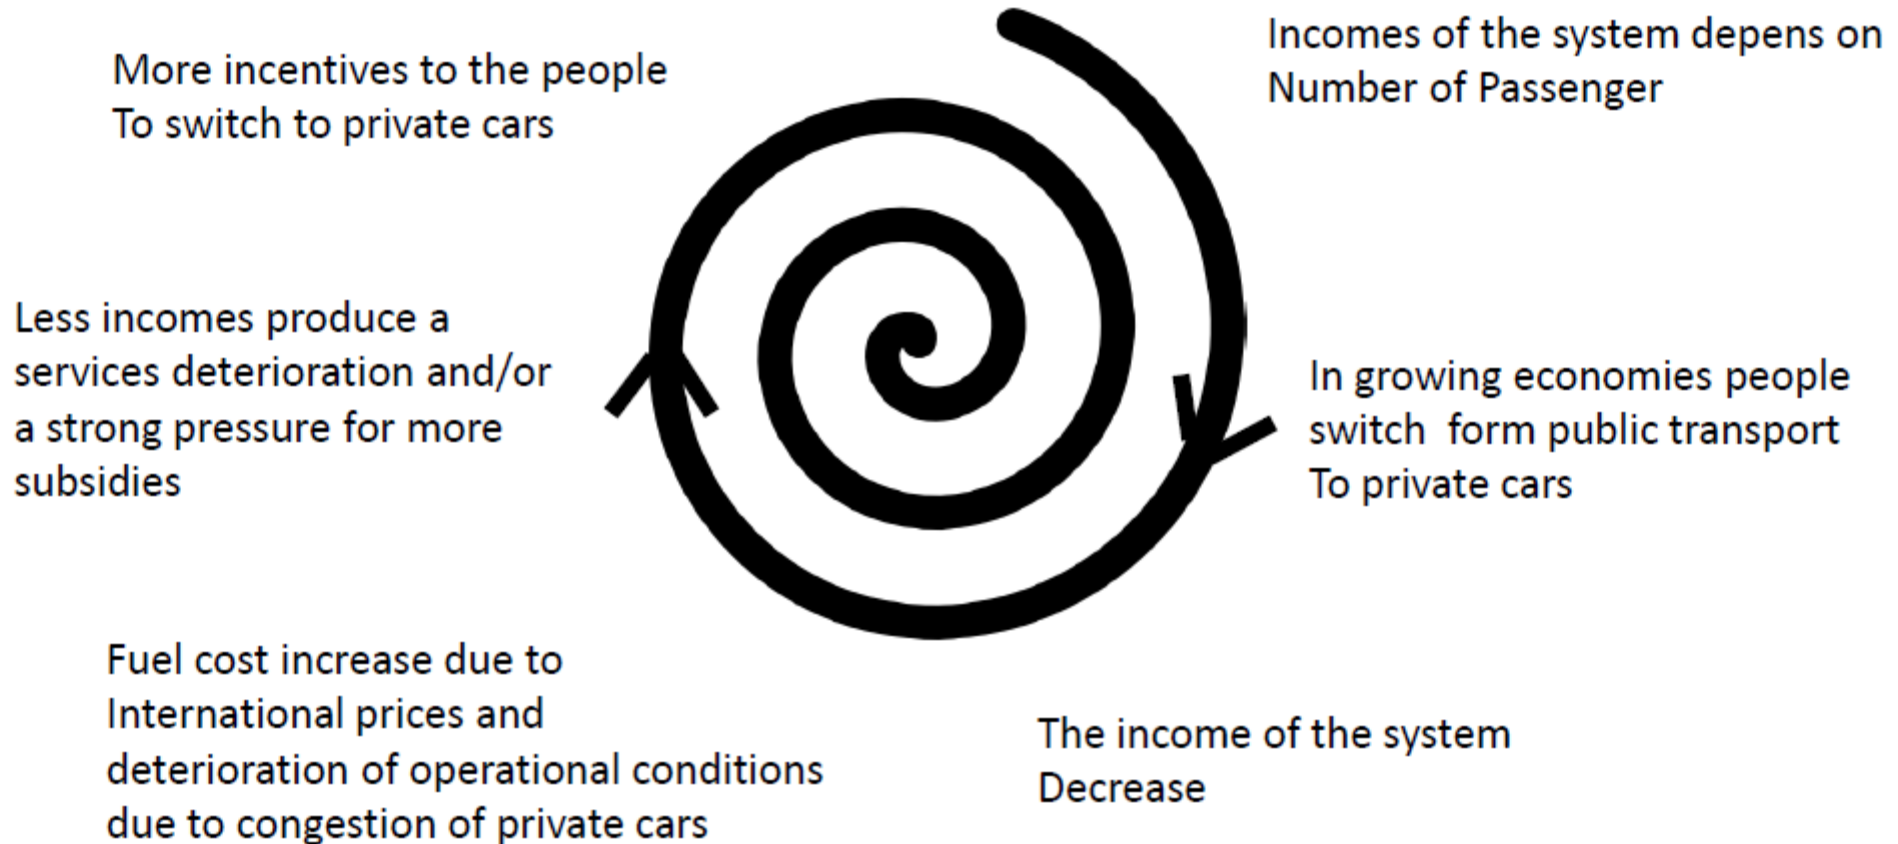 More incentives to the people
To switch to private cars
Incomes of the system depens on
Number of Passenger
Less incomes produce a
services deterioration and/or
a strong pressure for more
subsidies
In growing economies people
switch  form public transport
To private cars
Fuel cost increase due to
International prices and
deterioration of operational conditions
due to congestion of private cars
The income of the system
Decrease